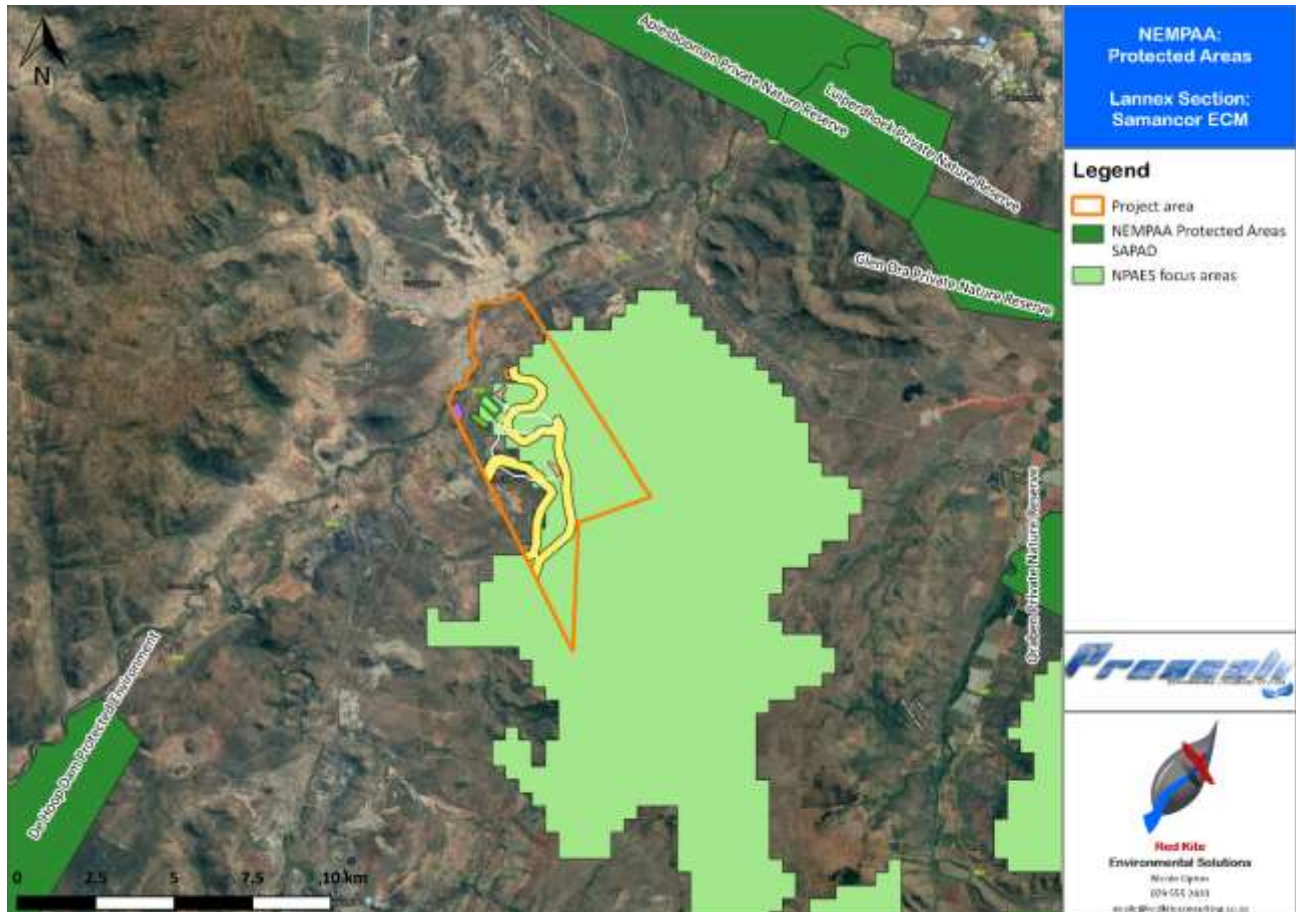 N
Apiesboomen Private Nature Reserve
Luiperdhoek Private Nature Reserve
Glen Ora Private Nature Reserve
Private Nature Reserve
De Hoop Dam Protected Environment
0 2.5 5 7.5 10 km
NEMPAA:
Protected Areas
Lannex Section:
Samancor ECM
Legend
Project area
NEMPAA Protected Areas
SAPAD
NPAES focus areas
Red Kite
Environmental Solutions